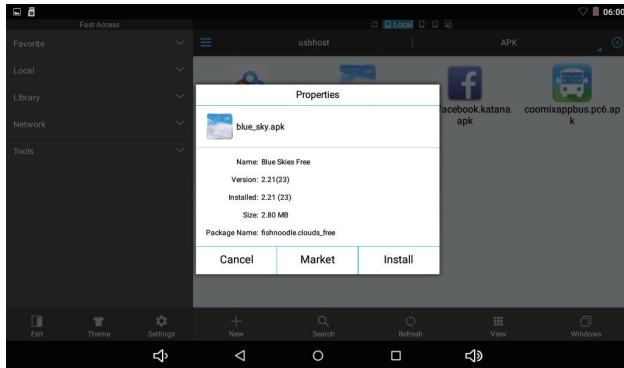 06:00
Fast Access
Local
Favorite
usbhost
APK
Local
Library
Network
Tools
Properties
blue_sky.apk
Name: Blue Skies Free
Version: 2.21(23)
Installed: 2.21 (23)
Size: 2.80 MB
Package Name: fishnoodle.clouds_free
Cancel
Market
Install
facebook.katana.
apk
coomixappbus.pc6.ap
k
Exit
Theme
Settings
New
Search
Refresh
View
Windows